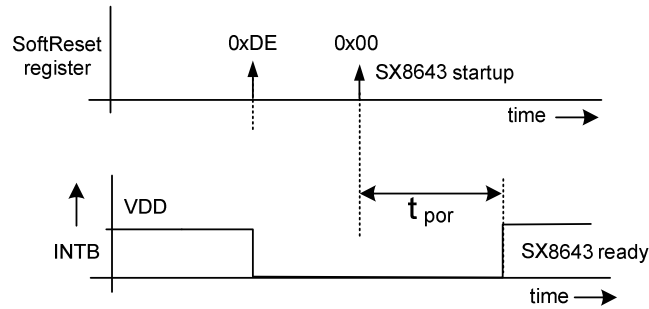 SoftReset
register
0xDE
0x00
SX8643 startup
time
t por
VDD
INTB
SX8643 ready
time